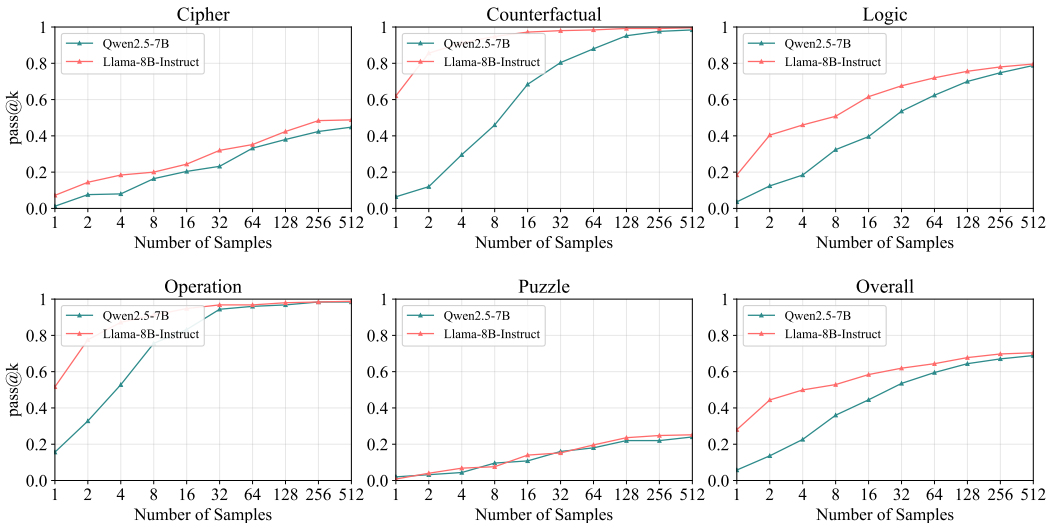 Cipher
1
0.8
0.6
0.4
0.2
0.0
pass@k
Qwen2.5-7B
Llama-8B-Instruct
1 2 4 8 16 32 64 128 256 512
Number of Samples
Counterfactual
1
0.8
0.6
0.4
0.2
0.0
Qwen2.5-7B
Llama-8B-Instruct
1 2 4 8 16 32 64 128 256 512
Number of Samples
Logic
1
0.8
0.6
0.4
0.2
0.0
Qwen2.5-7B
Llama-8B-Instruct
1 2 4 8 16 32 64 128 256 512
Number of Samples
Operation
1
0.8
0.6
0.4
0.2
0.0
pass@k
Qwen2.5-7B
Llama-8B-Instruct
1 2 4 8 16 32 64 128 256 512
Number of Samples
Puzzle
1
0.8
0.6
0.4
0.2
0.0
Qwen2.5-7B
Llama-8B-Instruct
1 2 4 8 16 32 64 128 256 512
Number of Samples
Overall
1
0.8
0.6
0.4
0.2
0.0
Qwen2.5-7B
Llama-8B-Instruct
1 2 4 8 16 32 64 128 256 512
Number of Samples